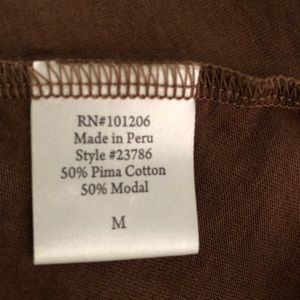 RN#101206
Made in Peru
Style #23786
50% Pima Cotton
50% Modal
M